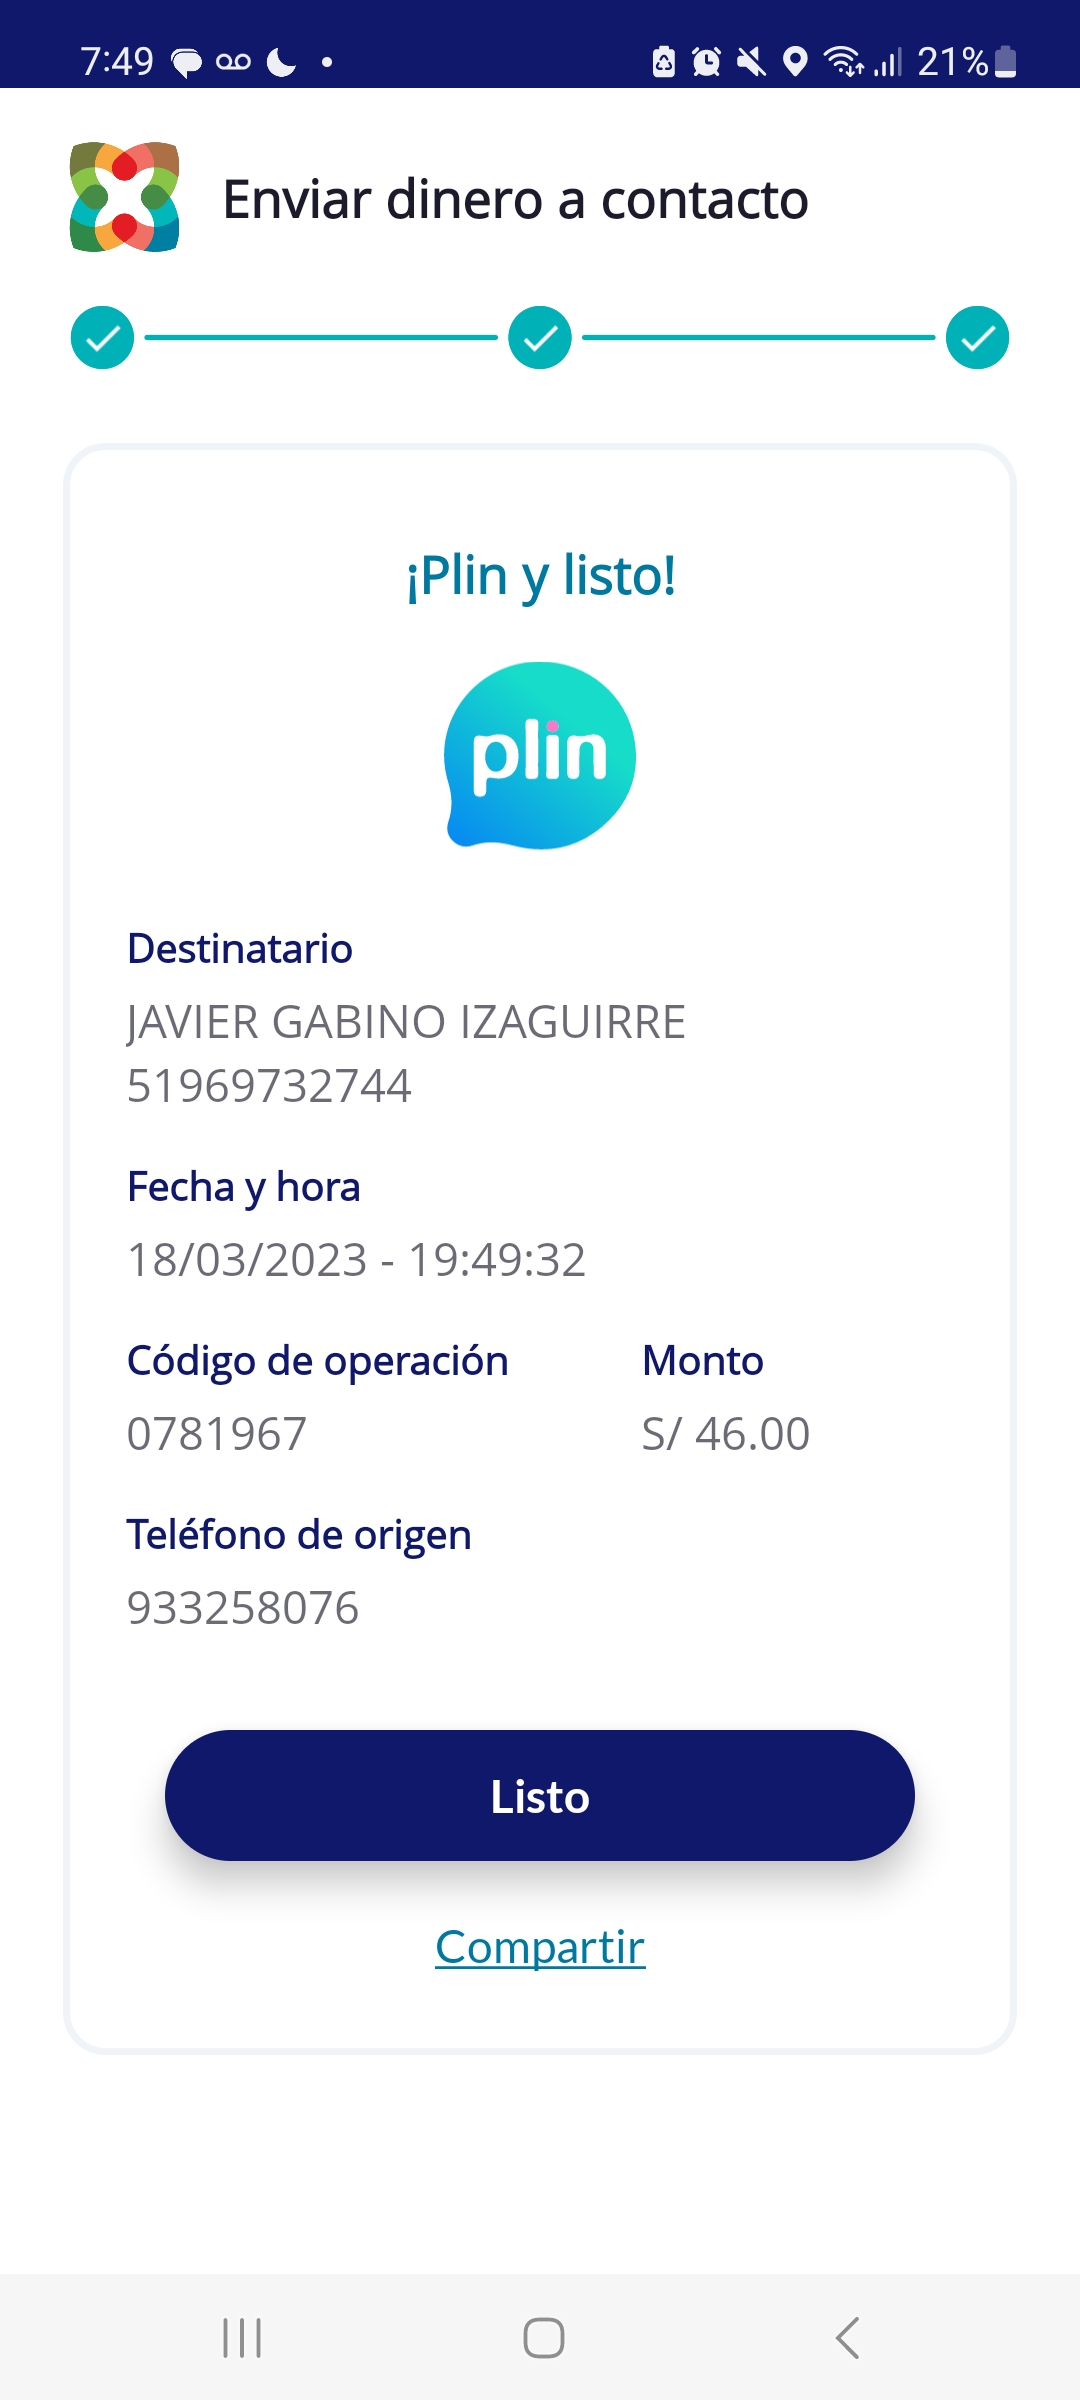 7:49 21%
Enviar dinero a contacto
¡Plin y listo!
plin
Destinatario
JAVIER GABINO IZAGUIRRE
51969732744
Fecha y hora
18/03/2023 - 19:49:32
Código de operación Monto
0781967 S/ 46.00
Teléfono de origen
933258076
Listo
Compartir